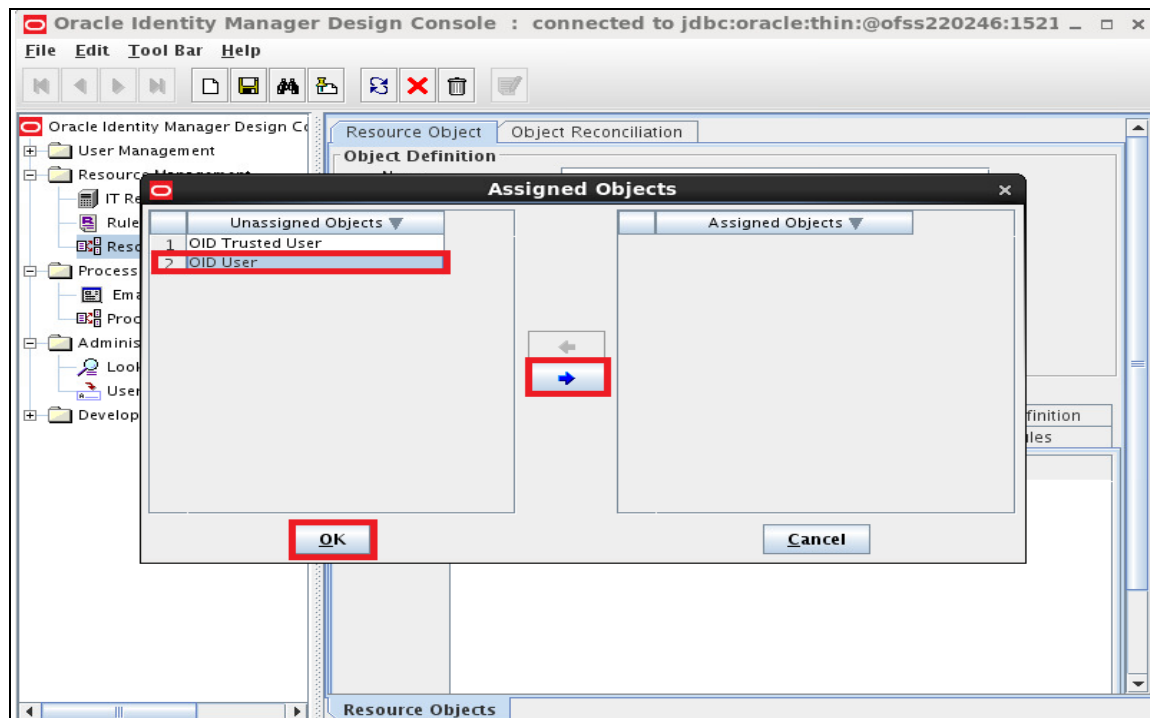 Oracle Identity Manager Design Console : connected to jdbc:oracle:thin:@ofss220246:1521
File Edit Tool Bar Help
Oracle Identity Manager Design Co
User Management
Resource Management
IT Re
Rule
Reso
Process
Ema
Proc
Adminis
Look
User
Develop
Resource Object Object Reconciliation
Object Definition
Assigned Objects
Unassigned Objects
1 OID Trusted User
2 OID User
Assigned Objects
OK
Cancel
finition
ules
Resource Objects